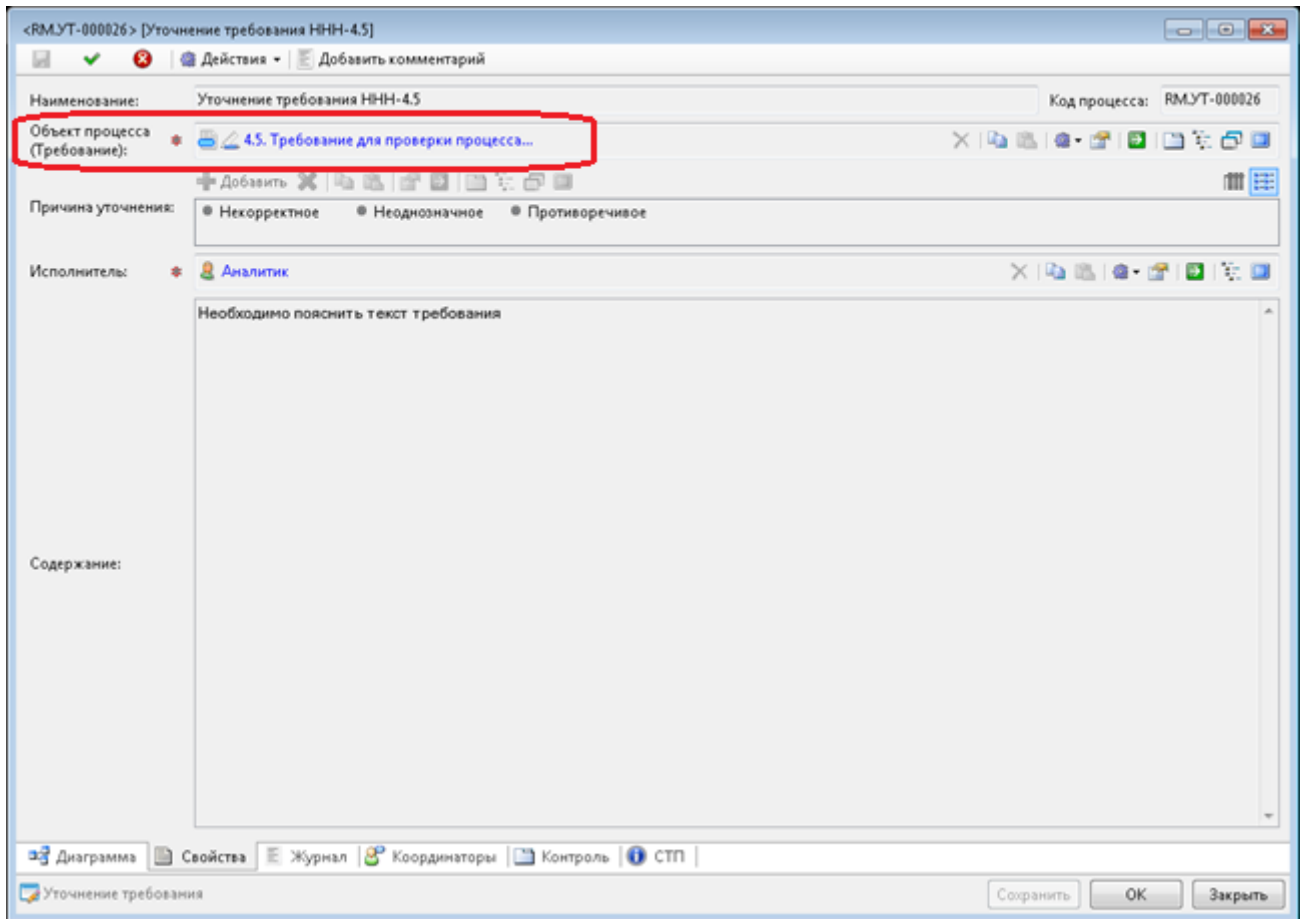 <RM.УТ-000026> [Уточнение требования ННН-4.5]
Действия Добавить комментарий
Наименование: Уточнение требования ННН-4.5 Код процесса: RM.УТ-000026
Объект процесса
(Требование): 4.5. Требование для проверки процесса...
Добавить
Причина уточнения: Некорректное Неоднозначное Противоречивое
Исполнитель: Аналитик
Необходимо пояснить текст требования
Содержание:
Диаграмма Свойства Журнал Координаторы Контроль СТП
Уточнение требования Сохранить ОК Закрыть